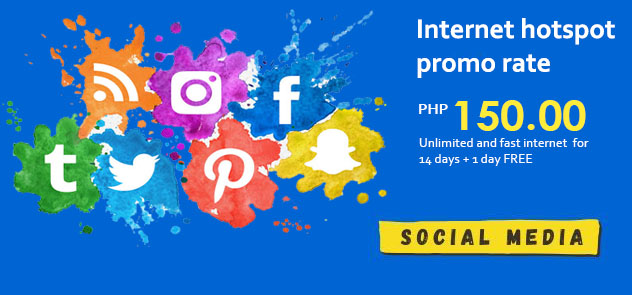 Internet hotspot
promo rate
PHP 150.00
Unlimited and fast internet for
14 days + 1 day FREE
SOCIAL MEDIA